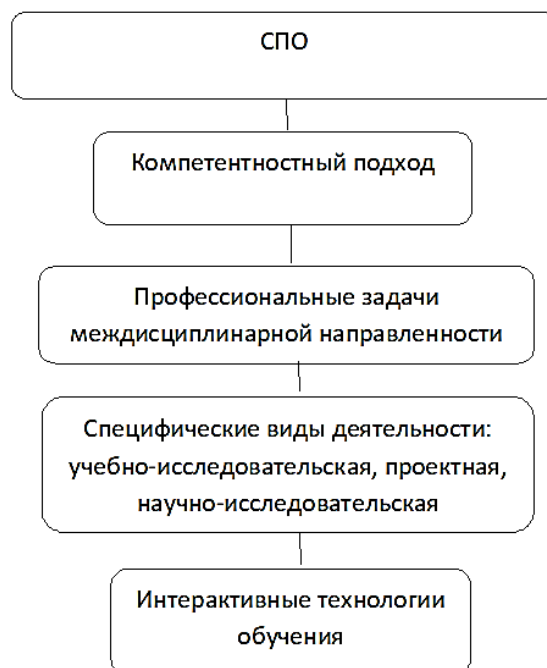 СПО
Компетентностный подход
Профессиональные задачи
междисциплинарной направленности
Специфические виды деятельности:
учебно-исследовательская, проектная,
научно-исследовательская
Интерактивные технологии
обучения